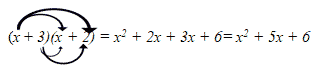 (x + 3)(x + 2) = x² + 2x + 3x + 6= x² + 5x + 6